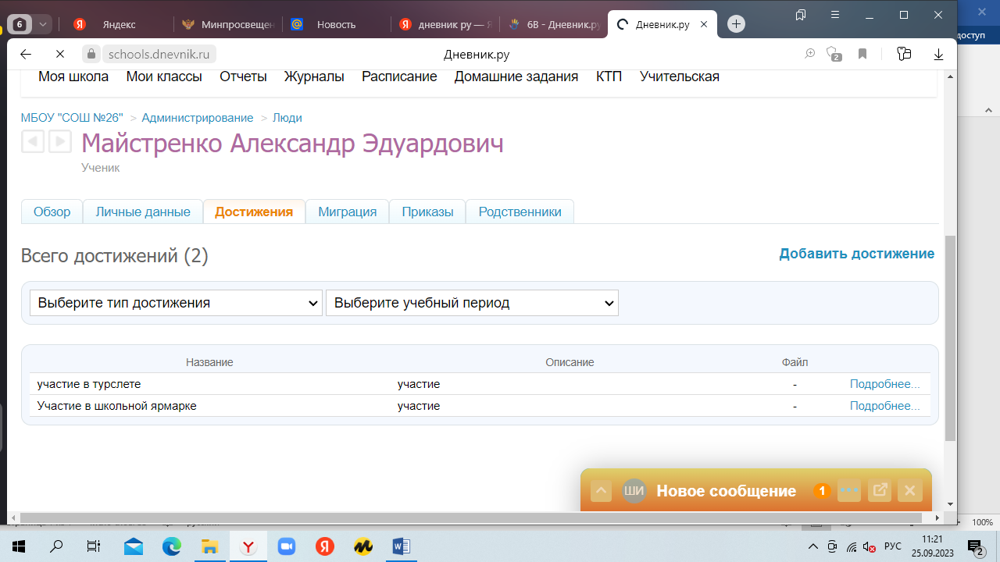 6
Яндекс
Минпросвещен
Новость
дневник ру — Я
6В - Дневник.ру
Дневник.ру
доступ
schools.dnevnik.ru
Дневник.ру
2
Моя школа Мои классы Отчеты Журналы Расписание Домашние задания КТП Учительская
МБОУ "СОШ №26" > Администрирование > Люди
Майстренко Александр Эдуардович
Ученик
Обзор Личные данные Достижения Миграция Приказы Родственники
Всего достижений (2)
Добавить достижение
Выберите тип достижения
Выберите учебный период
Название Описание Файл
участие в турслете участие - Подробнее...
Участие в школьной ярмарке участие - Подробнее...
ШИ Новое сообщение 1
100%
РУС
11:21
25.09.2023
2